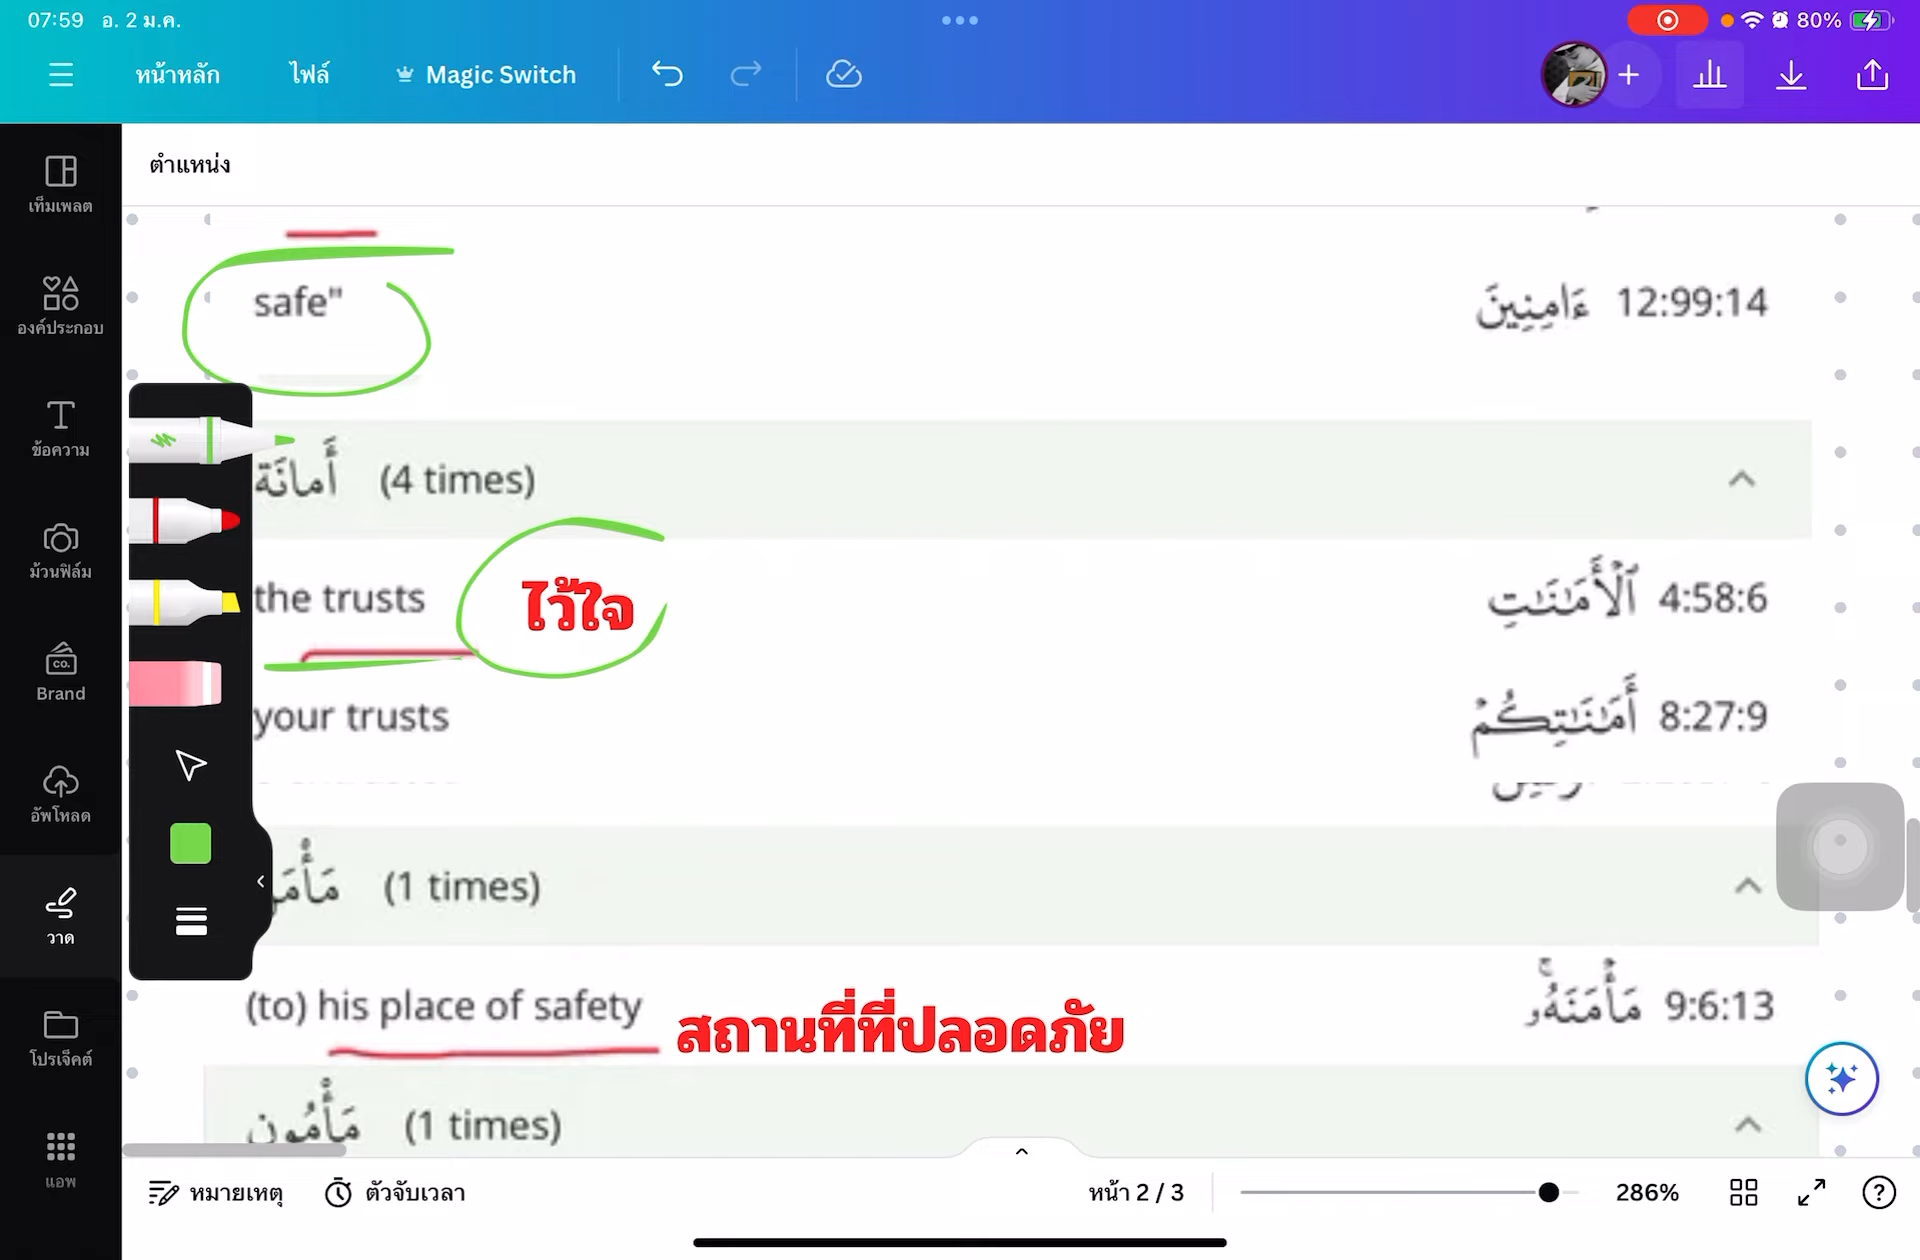 07:59 อ. 2 ม.ค.
80%
หน้าหลัก ไฟล์ Magic Switch
ตำแหน่ง
เท็มเพลต
องค์ประกอบ
ข้อความ
ม้วนฟิล์ม
CO.
Brand
อัพโหลด
วาด
โปรเจ็คต์
แอพ
safe" ءَامِنِينَ 12:99:14
أَمانَة (4 times)
the trusts ไว้ใจ ٱلْأَمَـٰنَـٰتِ 4:58:6
your trusts أَمَـٰنَـٰتِكُمْ 8:27:9
(1 times)
(to) his place of safety สถานที่ที่ปลอดภัย مَأْمَنَهُۥ ۚ 9:6:13
مَأْمُون (1 times)
หมายเหตุ ตัวจับเวลา หน้า 2 / 3 286%